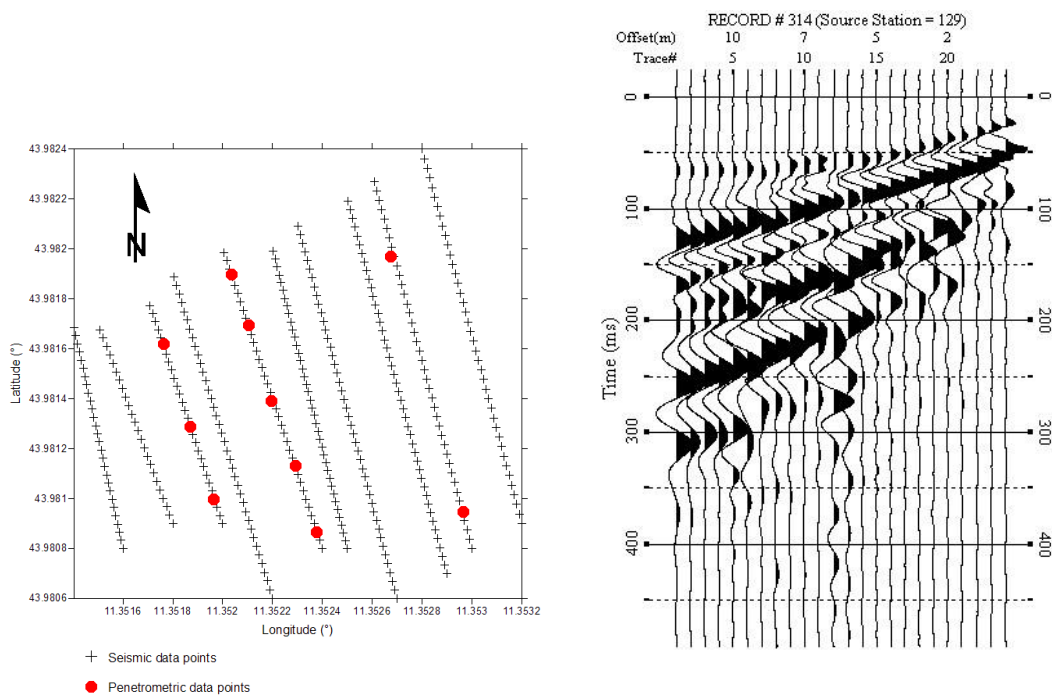 43.9824
43.9822
43.982
43.9818
43.9816
43.9814
43.9812
43.981
43.9808
43.9806
Latitude (°)
N
11.3516 11.3518 11.352 11.3522 11.3524 11.3526 11.3528 11.353 11.3532
Longitude (°)
Seismic data points
Penetrometric data points
RECORD # 314 (Source Station = 129)
Offset(m) 10 7 5 2
Trace# 5 10 15 20
0 0
100 100
200 200
300 300
400 400
Time (ms)